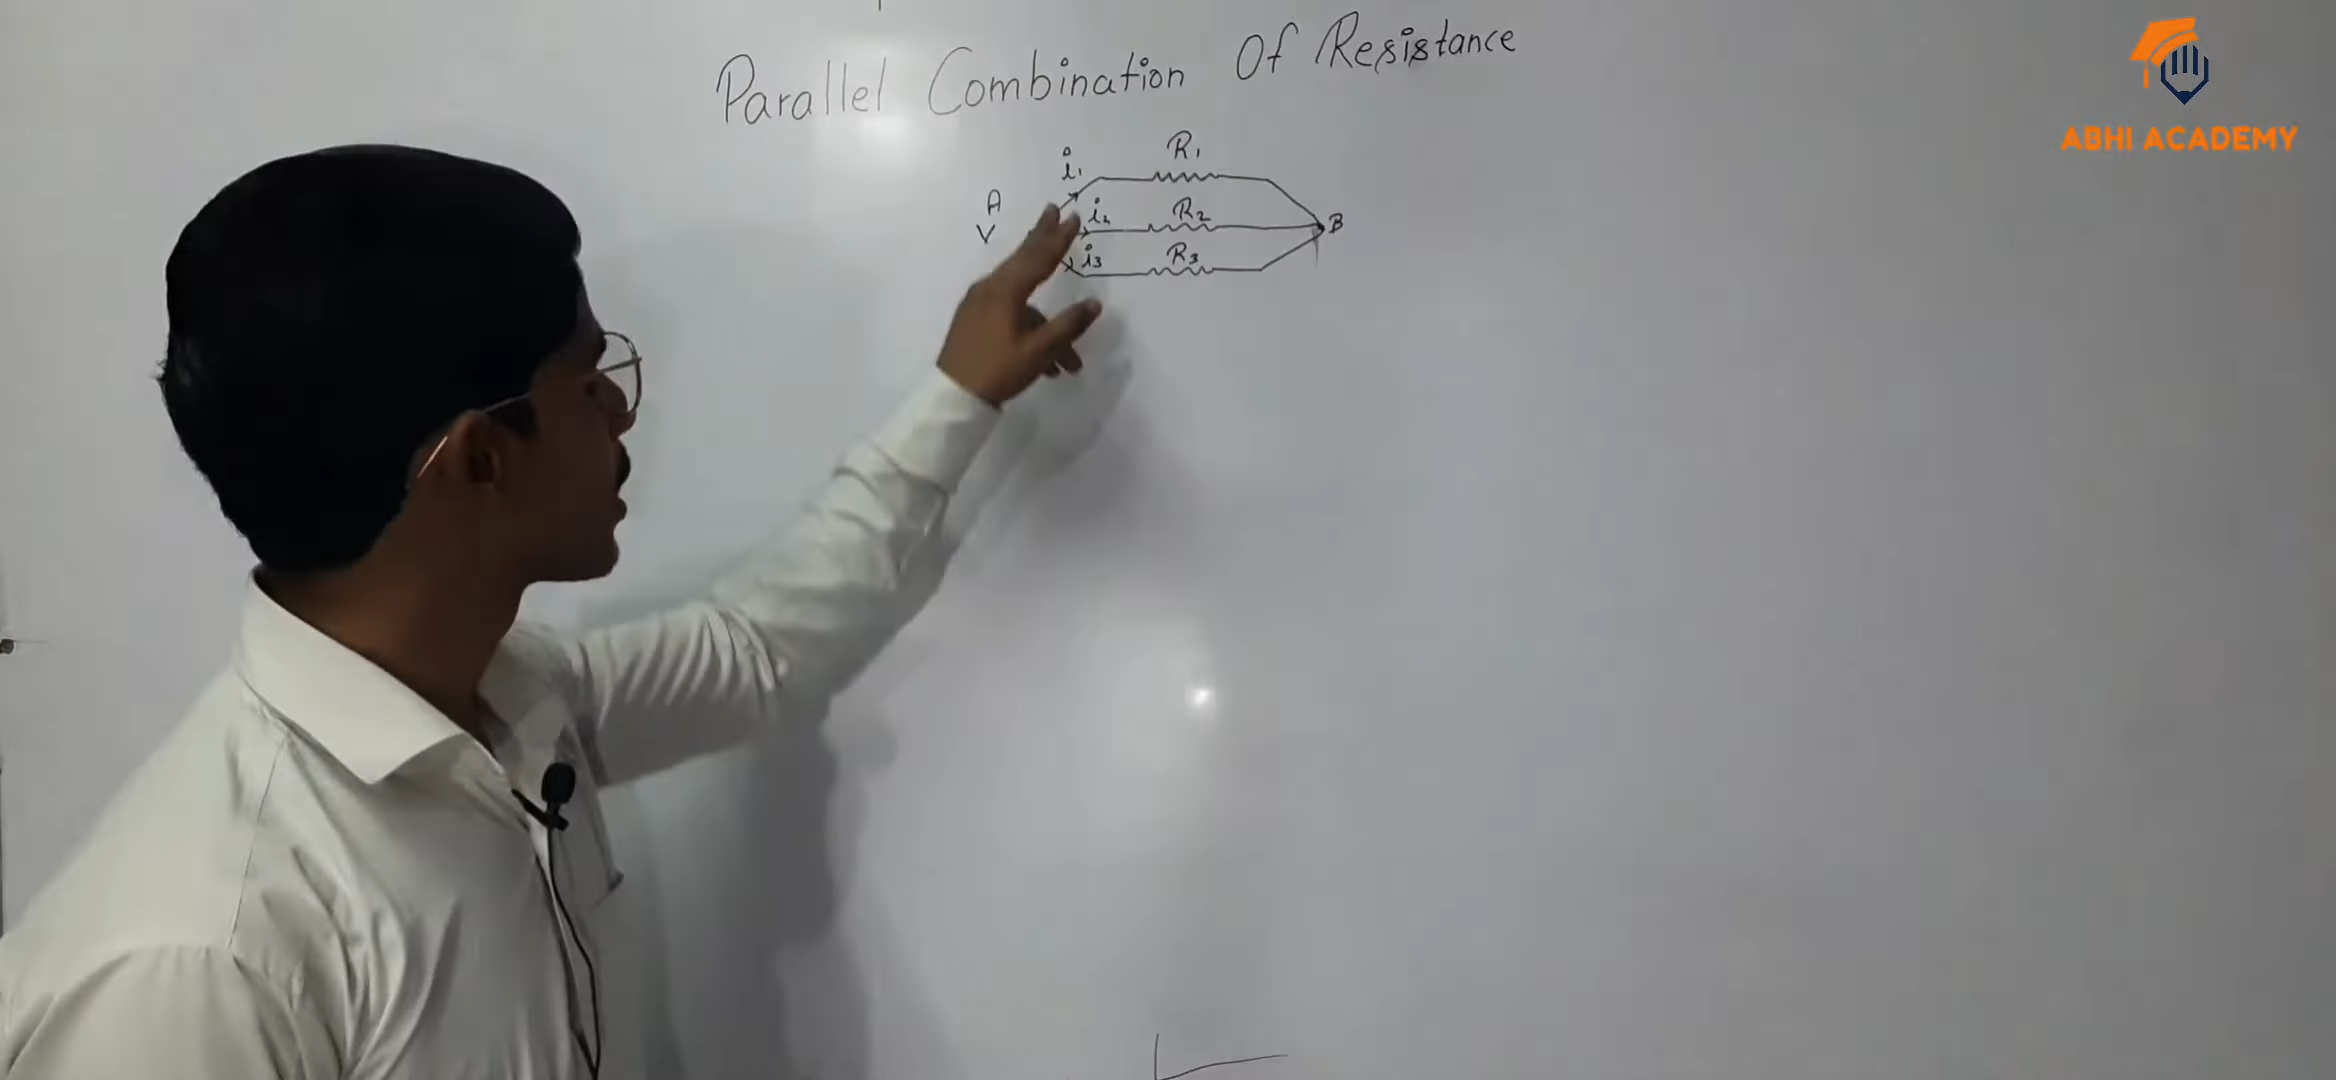 Parallel Combination Of Resistance
ABHI ACADEMY
i₁ R₁
A i₂ R₂ B
V i₃ R₃